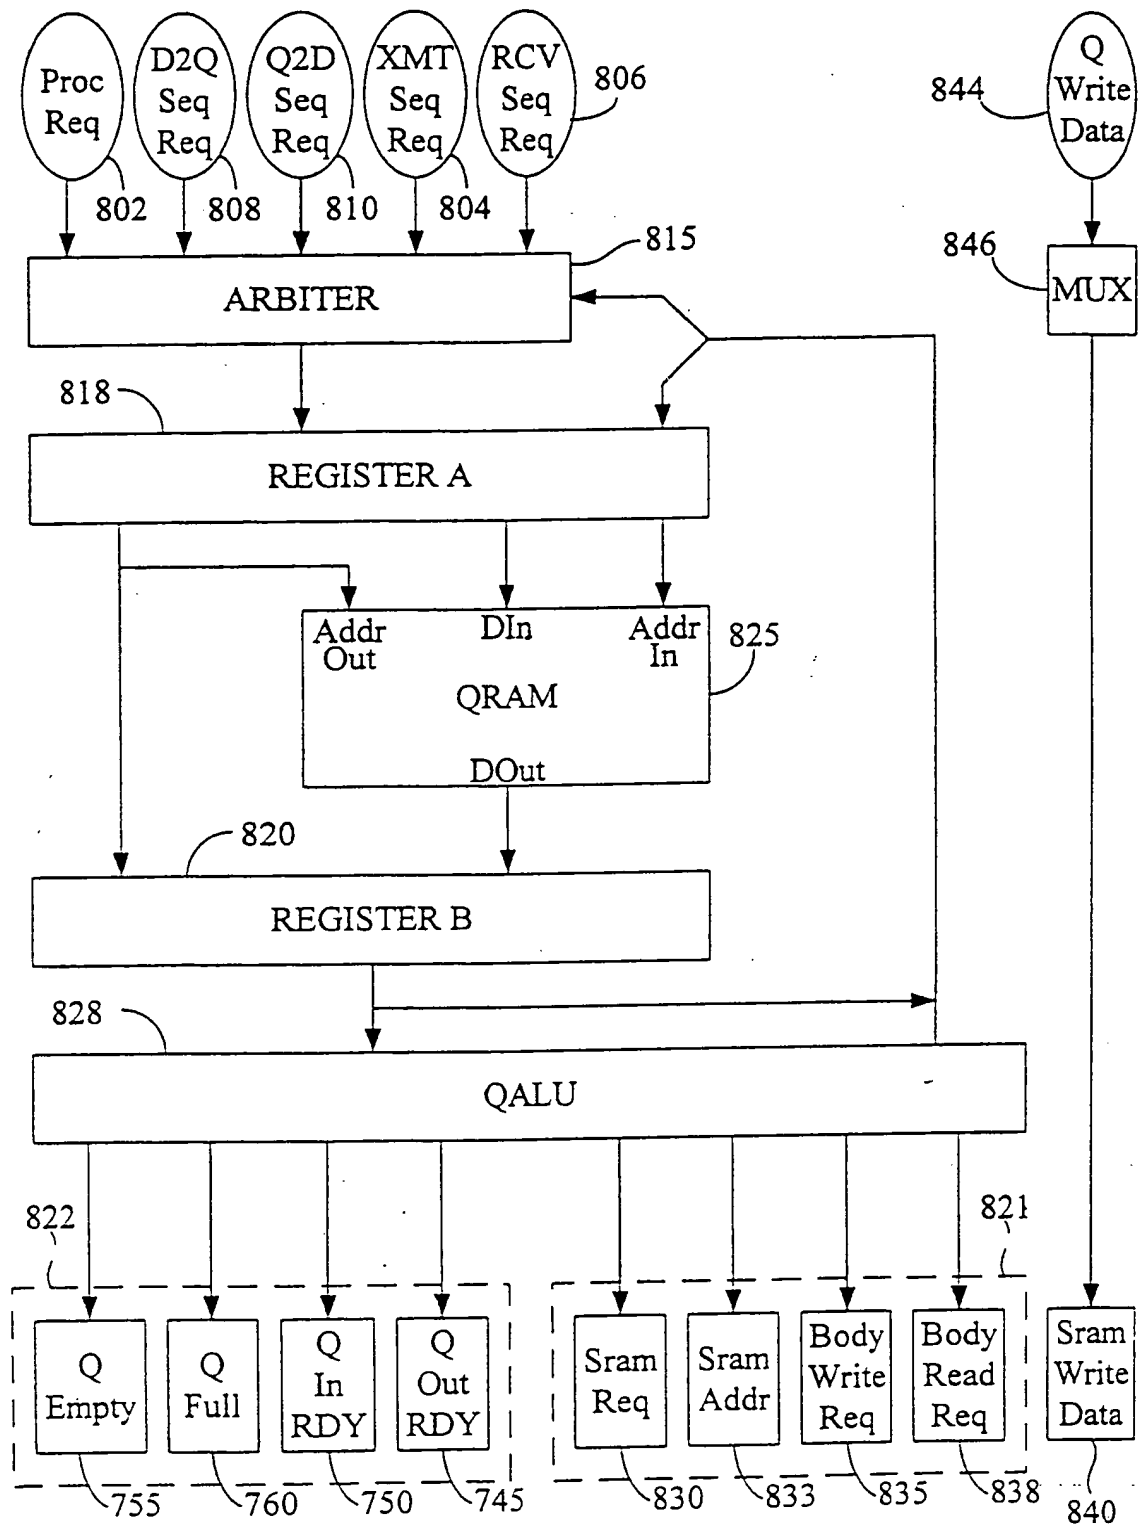 Proc
Req
D2Q
Seq
Req
Q2D
Seq
Req
XMT
Seq
Req
RCV
Seq
Req
806
844
Q
Write
Data
802
808
810
804
815
846
MUX
ARBITER
818
REGISTER A
Addr
Out
DIn
Addr
In
825
QRAM
DOut
820
REGISTER B
828
QALU
822
821
Q
Empty
Q
Full
Q
In
RDY
Q
Out
RDY
Sram
Req
Sram
Addr
Body
Write
Req
Body
Read
Req
Sram
Write
Data
755
760
750
745
830
833
835
838
840